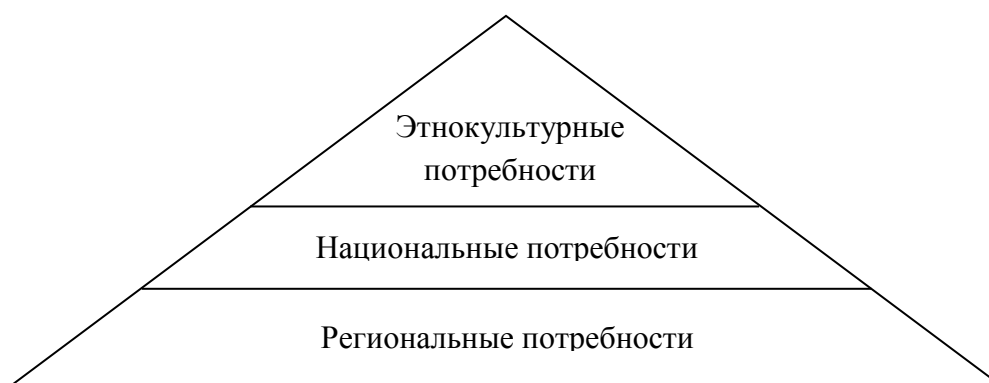 Этнокультурные
потребности
Национальные потребности
Региональные потребности